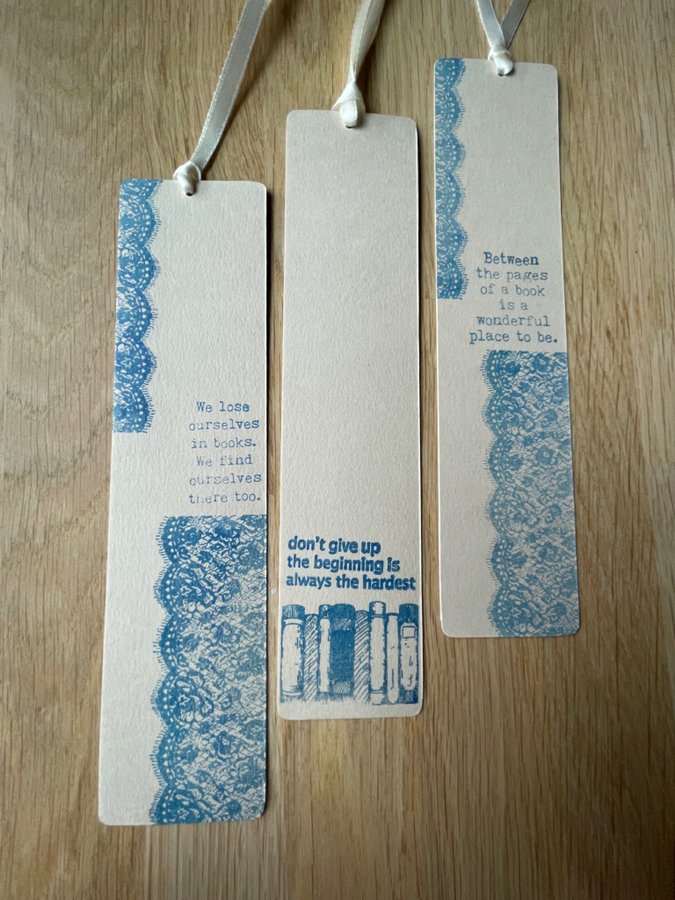 We lose
ourselves
in books.
We find
ourselves
there too.
don't give up
the beginning is
always the hardest
Between
the pages
of a book
is a
wonderful
place to be.